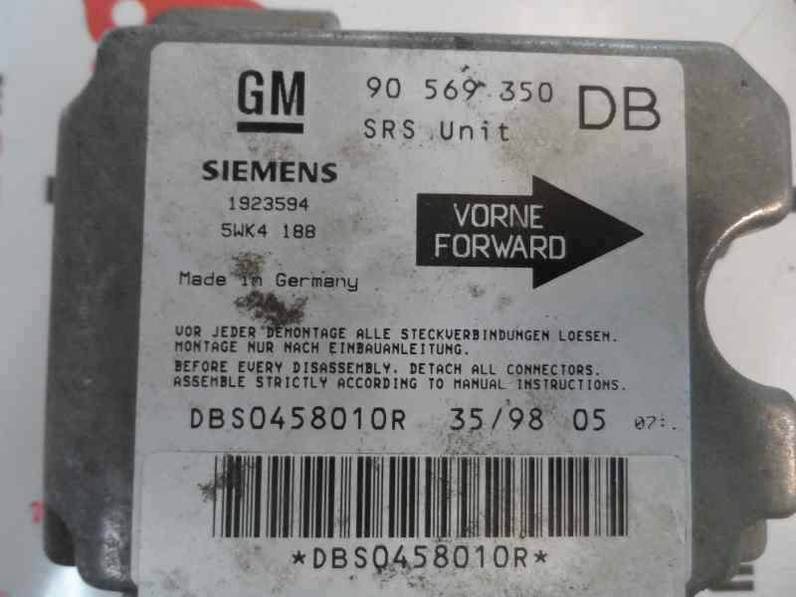 GM
90 569 350 DB
SRS Unit
SIEMENS
1923594
5WK4 188
VORNE
FORWARD
Made in Germany
VOR JEDER DEMONTAGE ALLE STECKVERBINDUNGEN LOESEN.
MONTAGE NUR NACH EINBAUANLEITUNG.
BEFORE EVERY DISASSEMBLY. DETACH ALL CONNECTORS.
ASSEMBLE STRICTLY ACCORDING TO MANUAL INSTRUCTIONS.
DBS0458010R 35/98 05
*DBS0458010R*